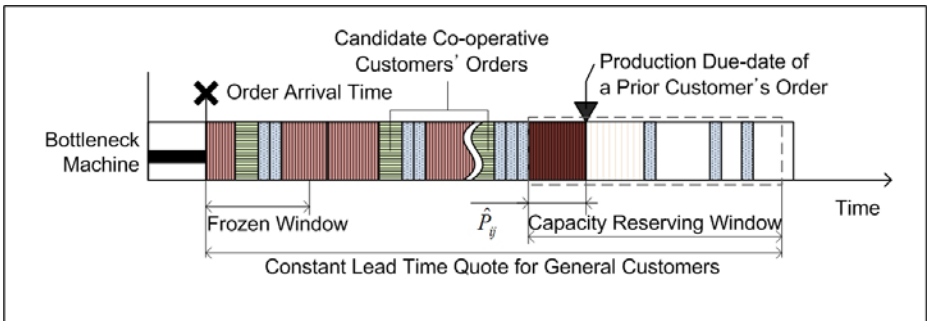 Candidate Co-operative
Customers' Orders
Production Due-date of
a Prior Customer's Order
Order Arrival Time
Bottleneck
Machine
Time
Frozen Window
P̂ij
Capacity Reserving Window
Constant Lead Time Quote for General Customers